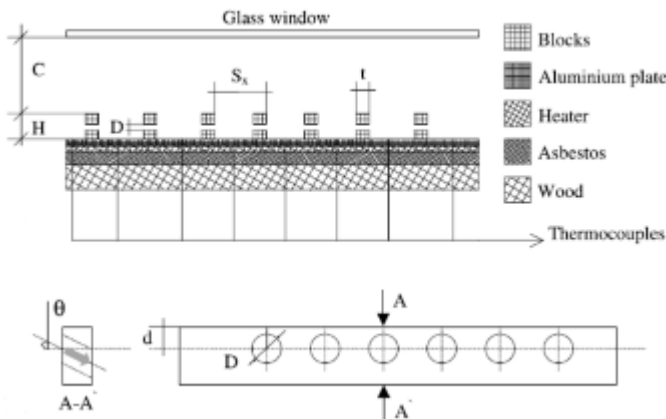 Glass window
C
Sx
t
H
D
Blocks
Aluminium plate
Heater
Asbestos
Wood
Thermocouples
θ
A-A'
d
D
A
A'